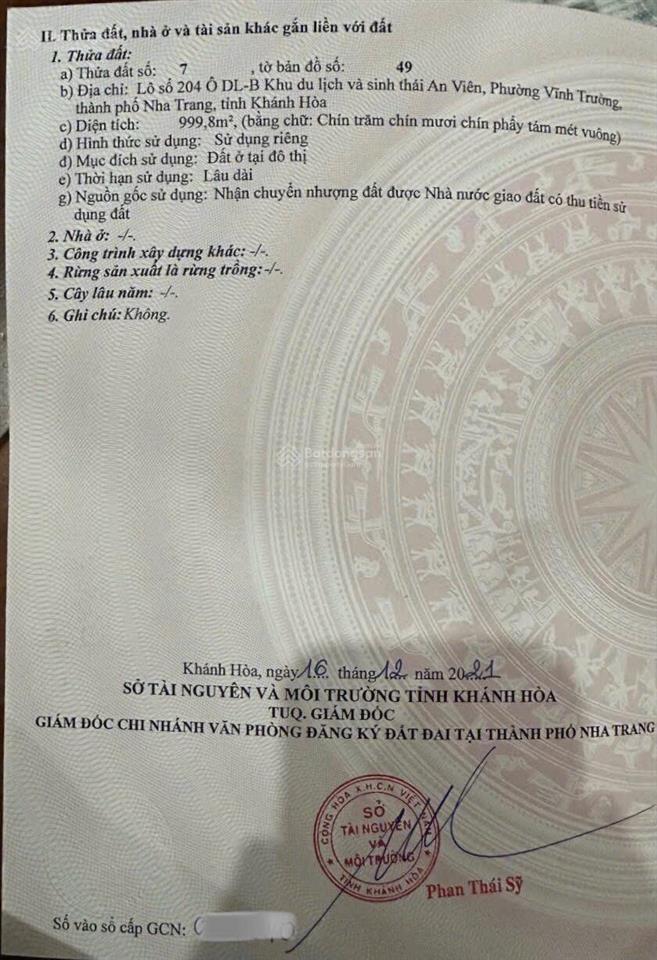 II. Thửa đất, nhà ở và tài sản khác gắn liền với đất
1. Thửa đất:
a) Thửa đất số: 7 , tờ bản đồ số: 49
b) Địa chỉ: Lô số 204 Ô DL-B Khu du lịch và sinh thái An Viên, Phường Vĩnh Trường,
thành phố Nha Trang, tỉnh Khánh Hòa
c) Diện tích: 999,8m², (bằng chữ: Chín trăm chín mươi chín phẩy tám mét vuông)
d) Hình thức sử dụng: Sử dụng riêng
đ) Mục đích sử dụng: Đất ở tại đô thị
e) Thời hạn sử dụng: Lâu dài
g) Nguồn gốc sử dụng: Nhận chuyển nhượng đất được Nhà nước giao đất có thu tiền sử
dụng đất
2. Nhà ở: -/-.
3. Công trình xây dựng khác: -/-.
4. Rừng sản xuất là rừng trồng: -/-.
5. Cây lâu năm: -/-.
6. Ghi chú: Không.
Batdongsan
Khánh Hòa, ngày 16 tháng 12 năm 2021
SỞ TÀI NGUYÊN VÀ MÔI TRƯỜNG TỈNH KHÁNH HÒA
TUQ. GIÁM ĐỐC
GIÁM ĐỐC CHI NHÁNH VĂN PHÒNG ĐĂNG KÝ ĐẤT ĐAI TẠI THÀNH PHỐ NHA TRANG
CỘNG HÒA X.H.C.N VIỆT NAM
SỞ
TÀI NGUYÊN
VÀ
MÔI TRƯỜNG
TỈNH KHÁNH HÒA
Phan Thái Sỹ
Số vào sổ cấp GCN: